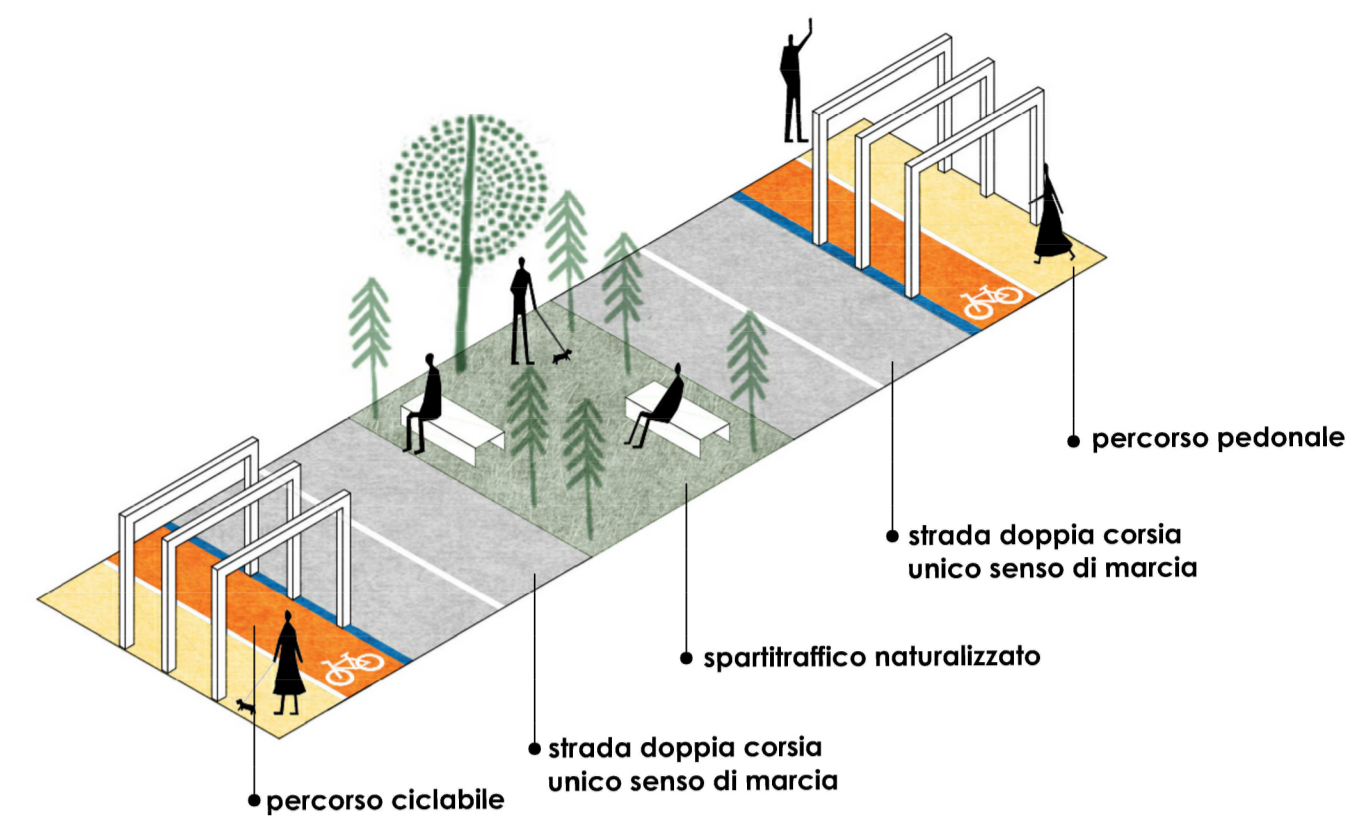 percorso pedonale
strada doppia corsia
unico senso di marcia
spartitraffico naturalizzato
strada doppia corsia
unico senso di marcia
percorso ciclabile